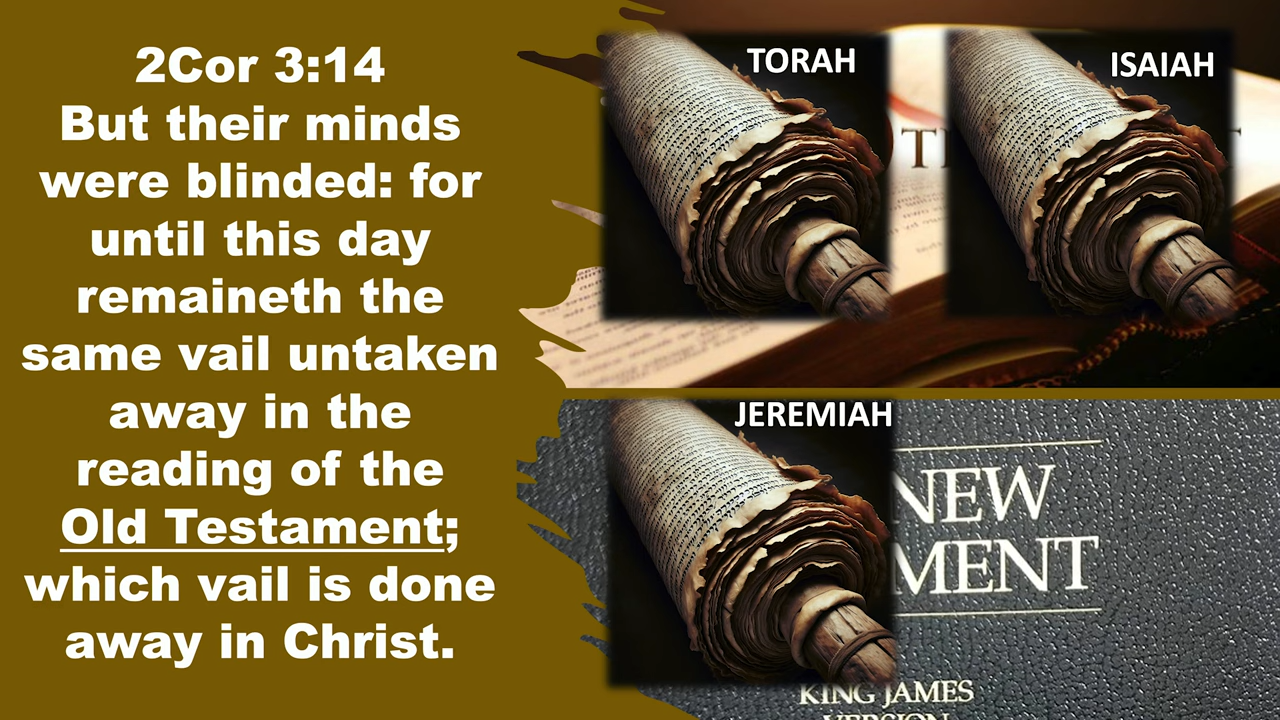 2Cor 3:14
But their minds
were blinded: for
until this day
remaineth the
same vail untaken
away in the
reading of the
Old Testament;
which vail is done
away in Christ.
TORAH
ISAIAH
JEREMIAH
NEW
MENT
KING JAMES
VERSION